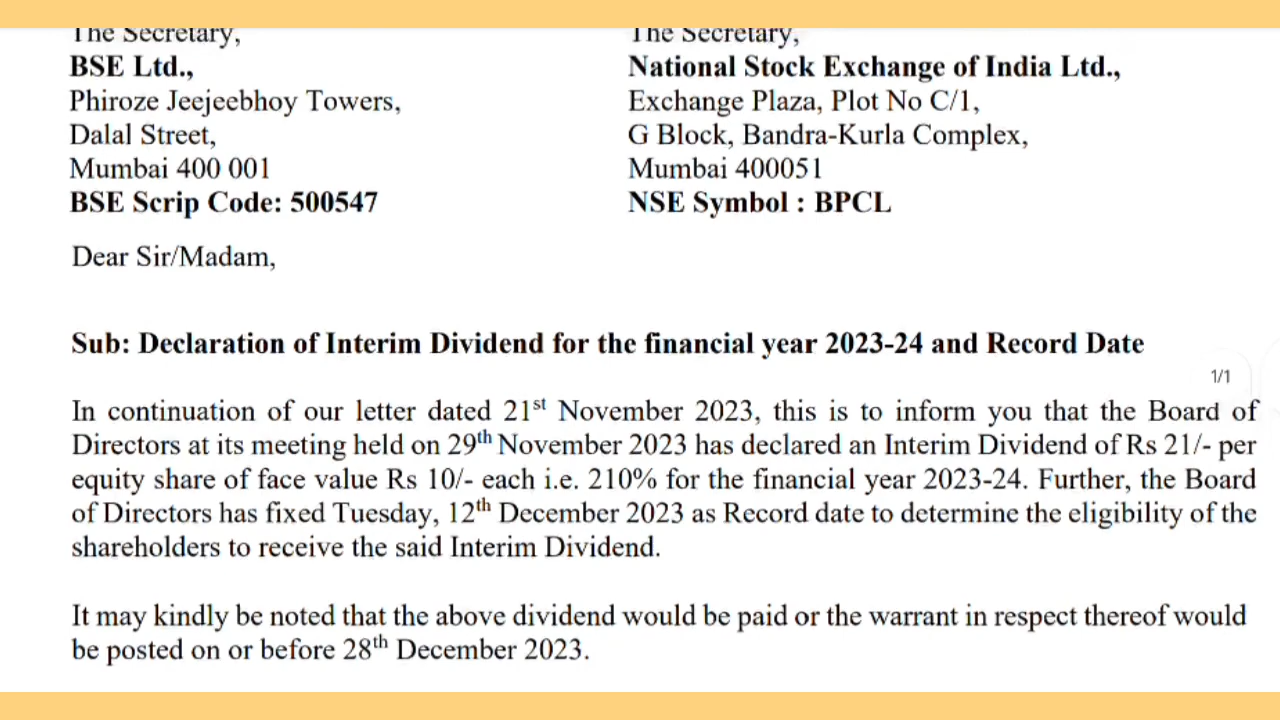 The Secretary,
BSE Ltd.,
Phiroze Jeejeebhoy Towers,
Dalal Street,
Mumbai 400 001
BSE Scrip Code: 500547
The Secretary,
National Stock Exchange of India Ltd.,
Exchange Plaza, Plot No C/1,
G Block, Bandra-Kurla Complex,
Mumbai 400051
NSE Symbol : BPCL
Dear Sir/Madam,
Sub: Declaration of Interim Dividend for the financial year 2023-24 and Record Date
1/1
In continuation of our letter dated 21st November 2023, this is to inform you that the Board of
Directors at its meeting held on 29th November 2023 has declared an Interim Dividend of Rs 21/- per
equity share of face value Rs 10/- each i.e. 210% for the financial year 2023-24. Further, the Board
of Directors has fixed Tuesday, 12th December 2023 as Record date to determine the eligibility of the
shareholders to receive the said Interim Dividend.
It may kindly be noted that the above dividend would be paid or the warrant in respect thereof would
be posted on or before 28th December 2023.